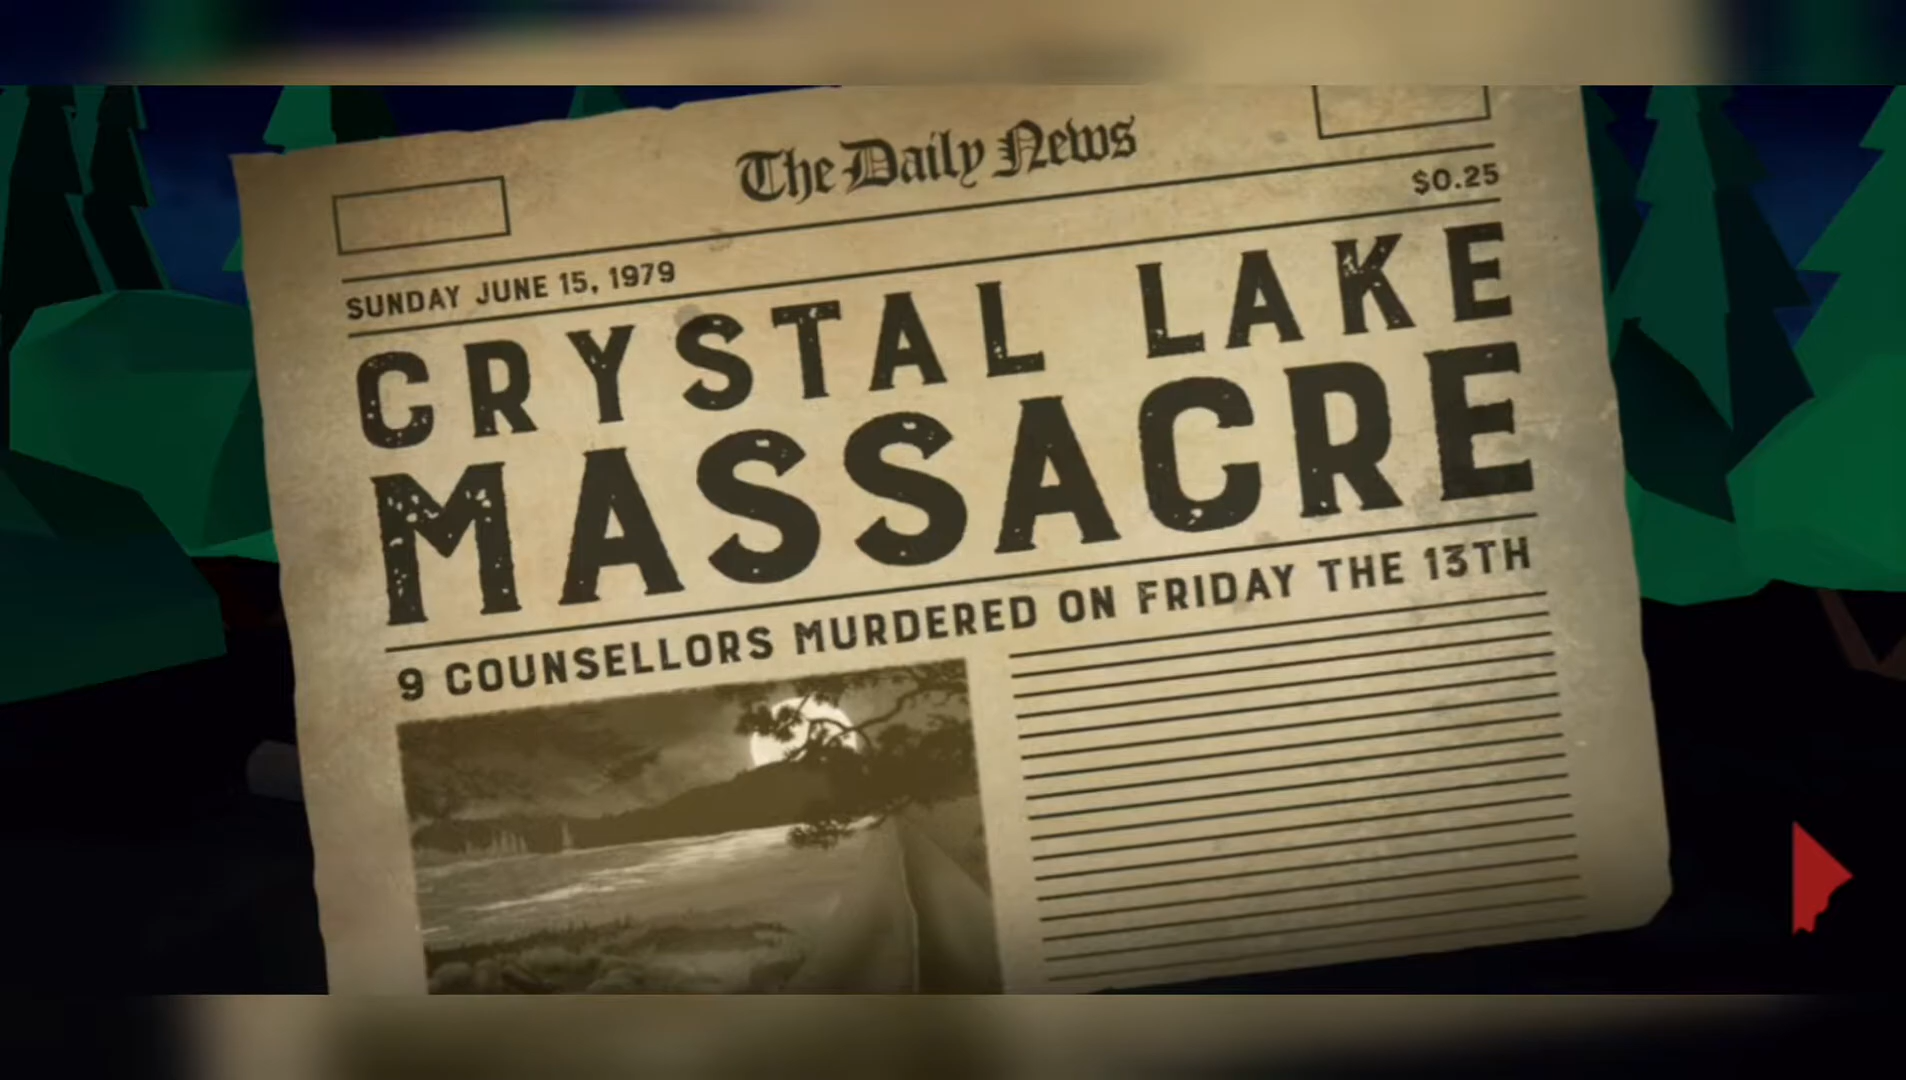 The Daily News
$0.25
SUNDAY JUNE 15, 1979
CRYSTAL LAKE
MASSACRE
9 COUNSELLORS MURDERED ON FRIDAY THE 13TH